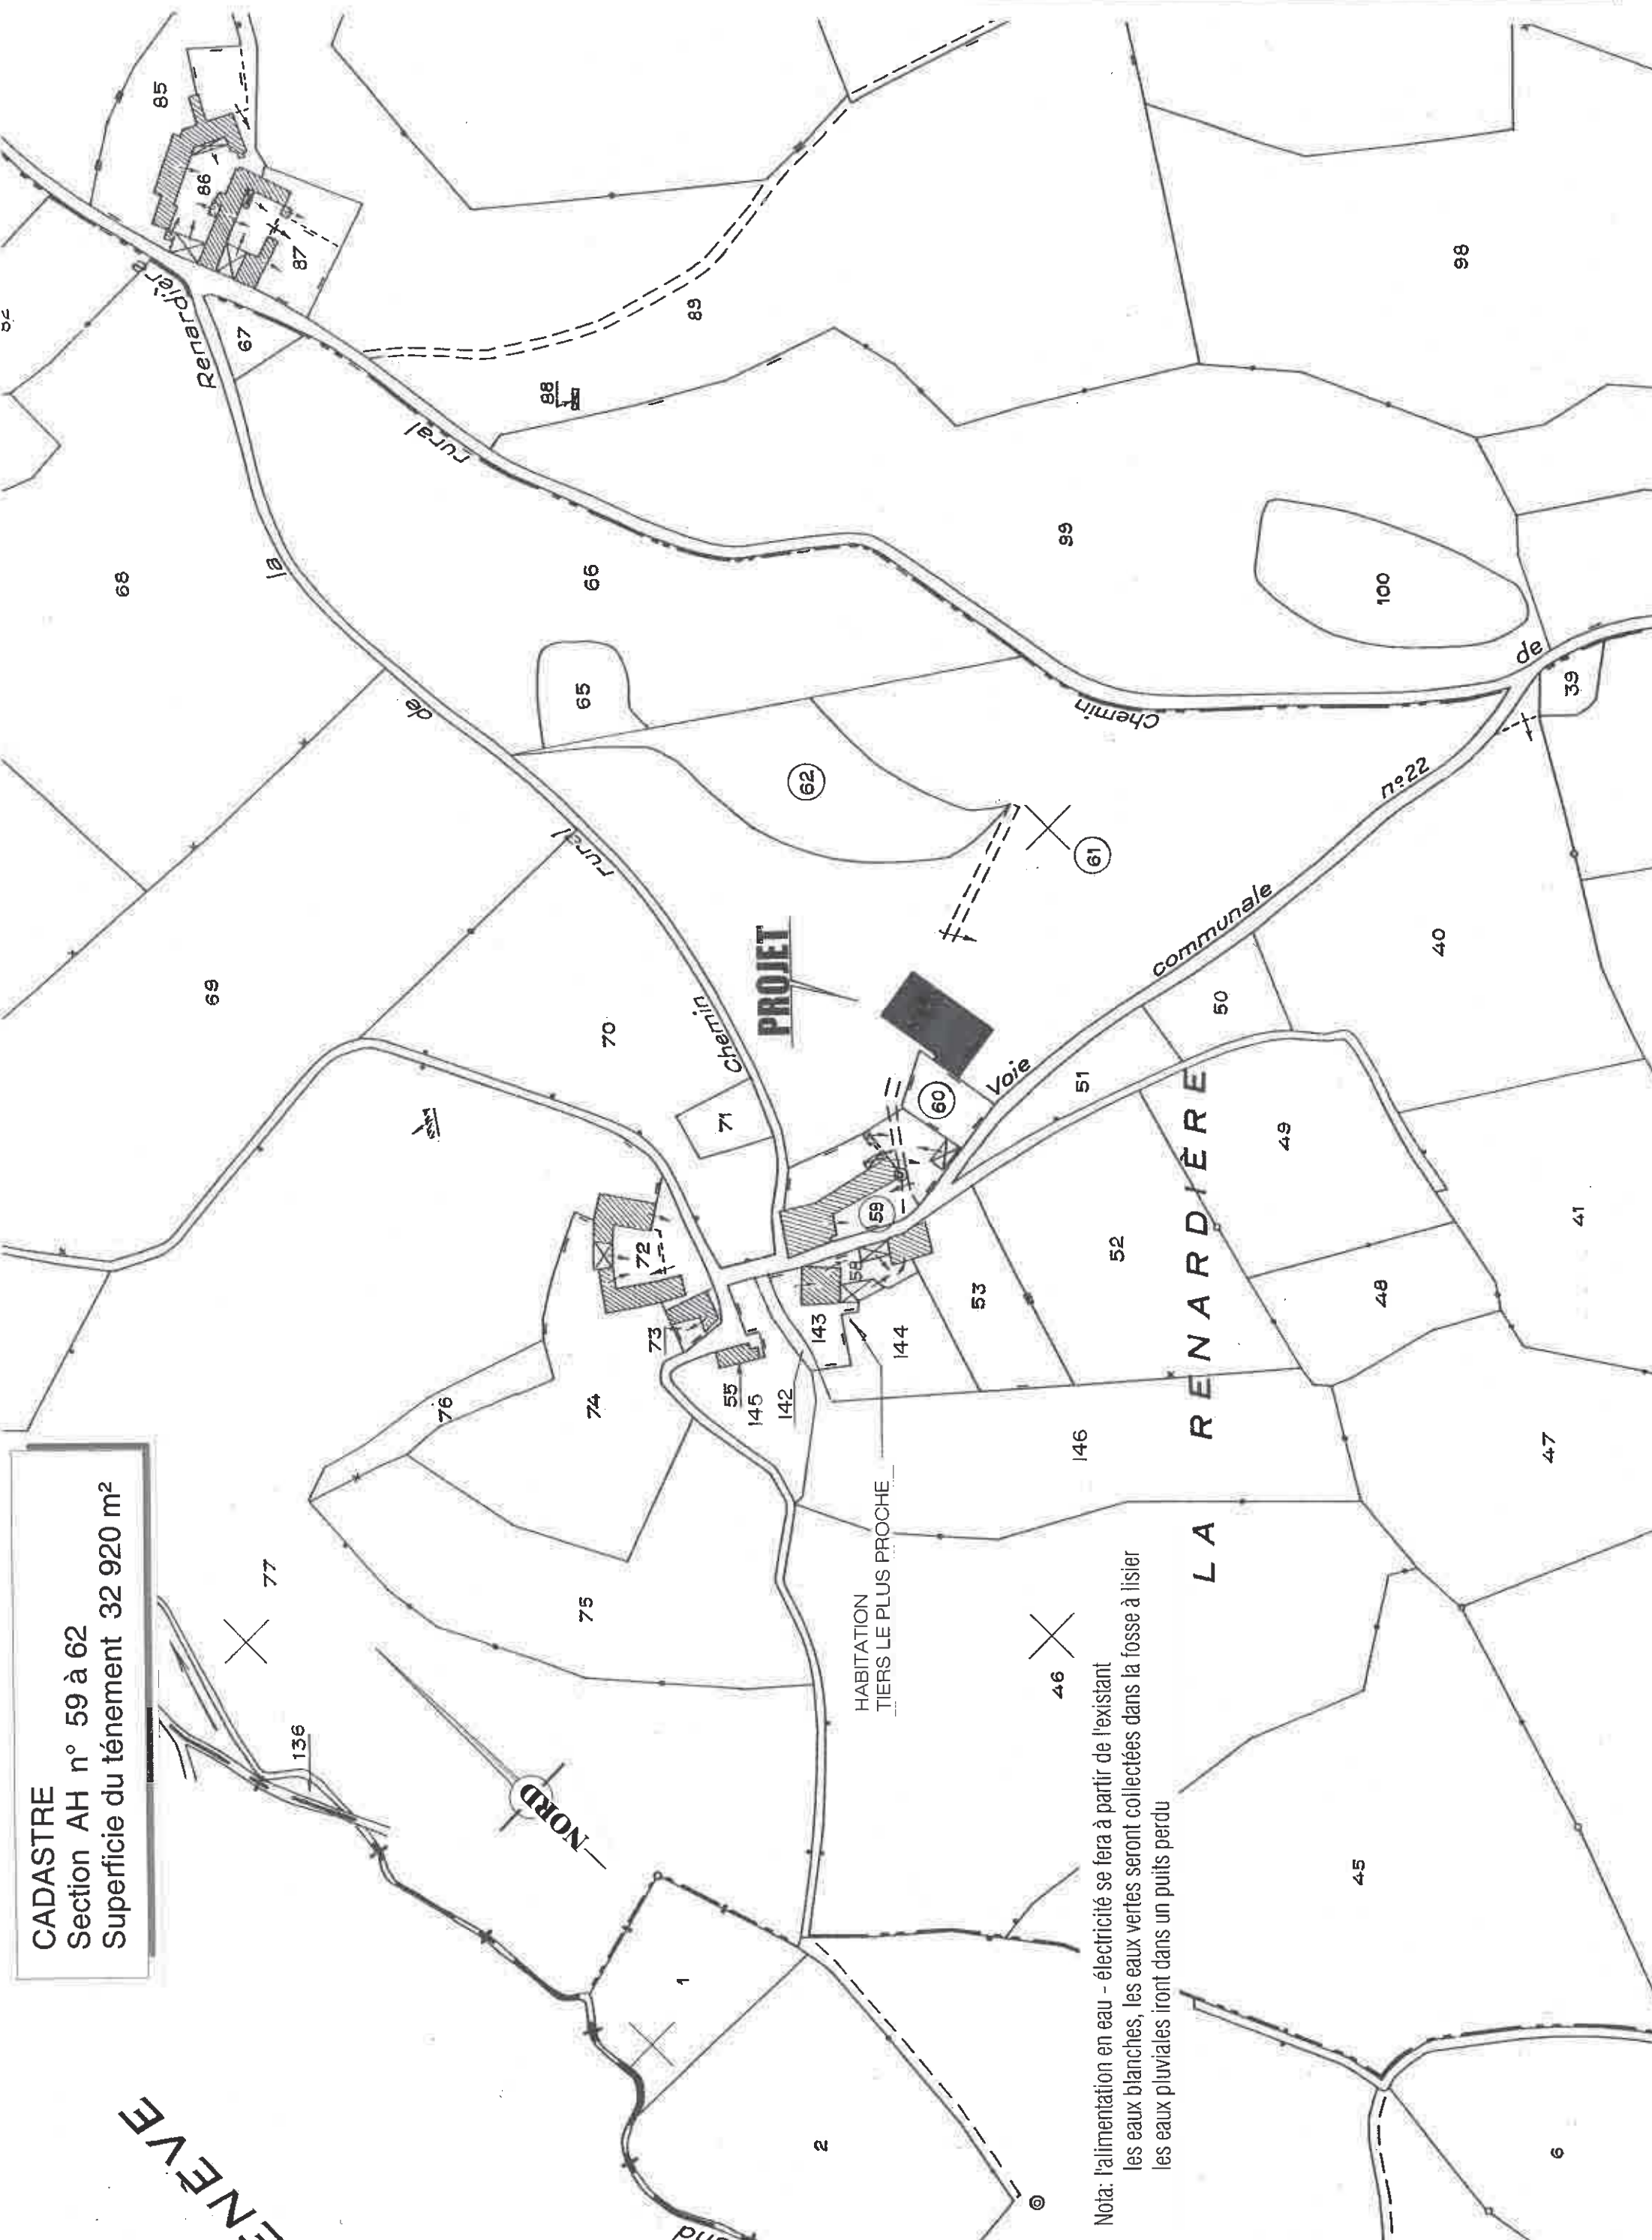 CADASTRE
Section AH n° 59 à 62
Superficie du ténement 32 920 m²
ENÈVE
NORD
136
77
76
74
75
1
2
73
72
55
145
142
143
144
58
59
60
61
62
HABITATION
TIERS LE PLUS PROCHE
PROJET
Chemin
rural
de
la
Renardièr
e
Chemin
rural
de
Voie
communale
n°22
LA RENARDIÈRE
85
86
87
67
68
69
70
71
65
66
88
89
98
99
100
39
40
50
51
49
52
53
48
41
146
47
46
45
6
Nota: l'alimentation en eau - électricité se fera à partir de l'existant
les eaux blanches, les eaux vertes seront collectées dans la fosse à lisier
les eaux pluviales iront dans un puits perdu